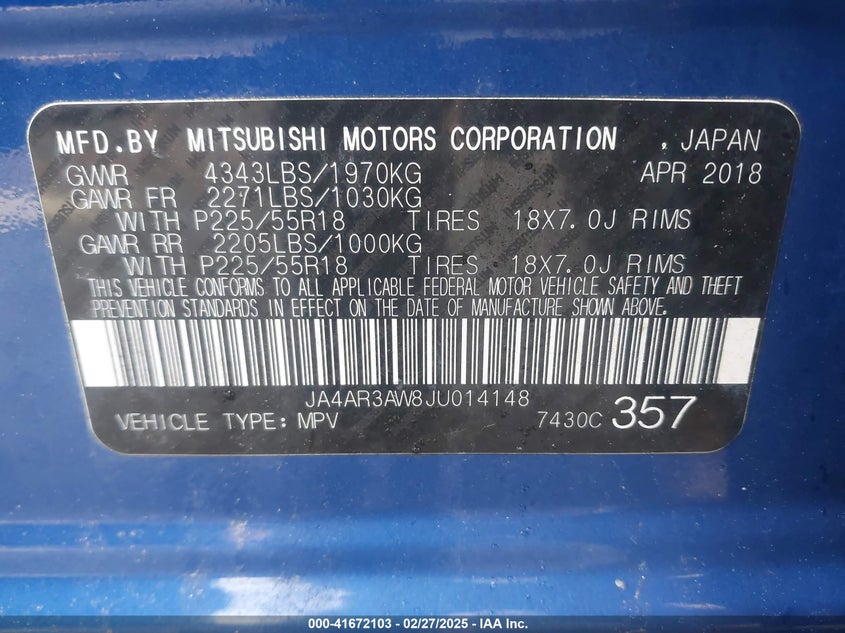 MFD.BY MITSUBISHI MOTORS CORPORATION , JAPAN
GVWR 4343LBS/1970KG APR 2018
GAWR FR 2271LBS/1030KG
WITH P225/55R18 TIRES 18X7.0J RIMS
GAWR RR 2205LBS/1000KG
WITH P225/55R18 TIRES 18X7.0J RIMS
THIS VEHICLE CONFORMS TO ALL APPLICABLE FEDERAL MOTOR VEHICLE SAFETY AND THEFT
PREVENTION STANDARDS IN EFFECT ON THE DATE OF MANUFACTURE SHOWN ABOVE.
JA4AR3AW8JU014148
VEHICLE TYPE: MPV 7430C 357
000-41672103 - 02/27/2025 - IAA Inc.